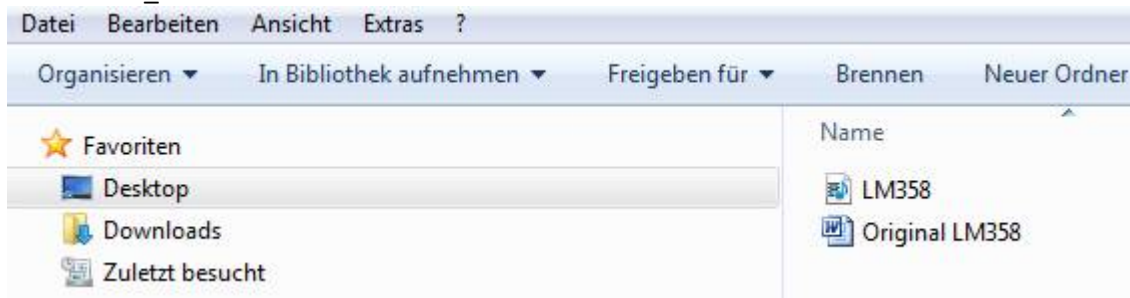 Datei Bearbeiten Ansicht Extras ?
Organisieren In Bibliothek aufnehmen Freigeben für Brennen Neuer Ordner
Favoriten
Desktop
Downloads
Zuletzt besucht
Name
LM358
Original LM358